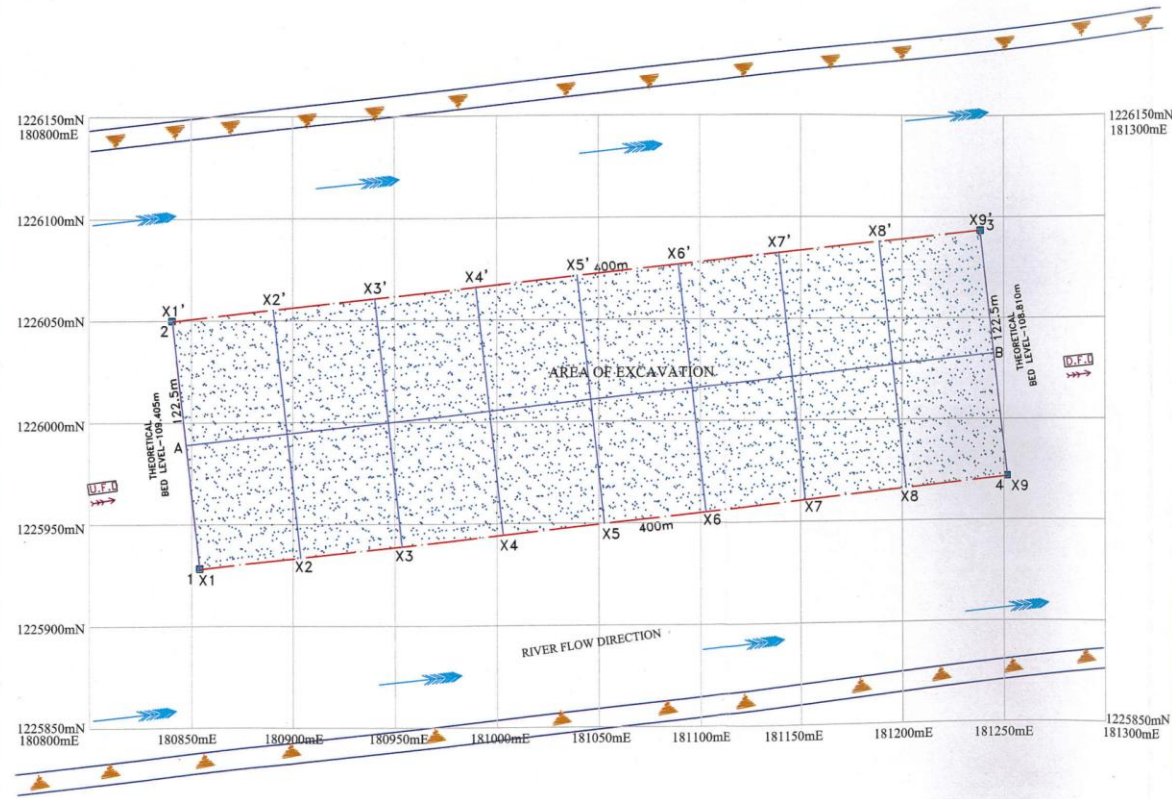 1226150mN
180800mE
1226150mN
181300mE
1226100mN
X9'
3
X8'
X7'
X6'
X5'
400m
X4'
X3'
X2'
X1'
2
1226050mN
122.5m
THEORETICAL
BED LEVEL-108.810m
B
D.F.D
AREA OF EXCAVATION
122.5m
1226000mN
A
THEORETICAL
BED LEVEL-109.405m
U.F.D
4
X9
X8
X7
X6
400m
X5
X4
X3
X2
1
X1
1225950mN
1225900mN
RIVER FLOW DIRECTION
1225850mN
180800mE
180850mE
180900mE
180950mE
181000mE
181050mE
181100mE
181150mE
181200mE
181250mE
1225850mN
181300mE